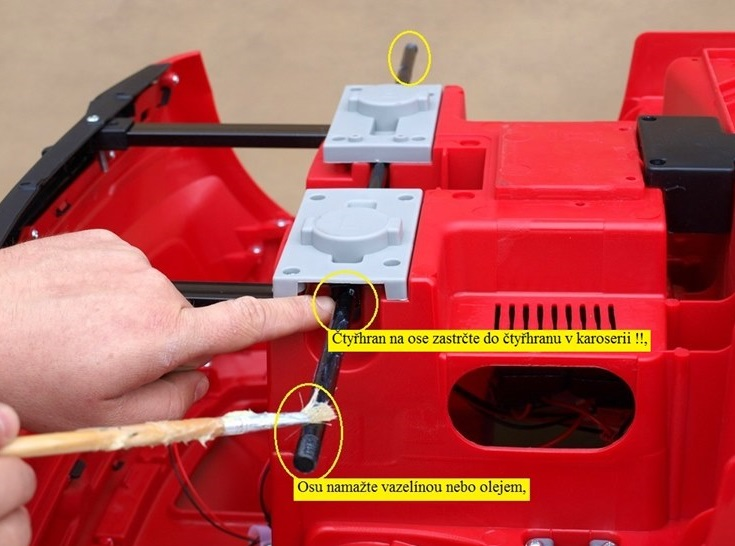 Čtyřhran na ose zastrčte do čtyřhranu v karoserii !!,
Osu namažte vazelínou nebo olejem,